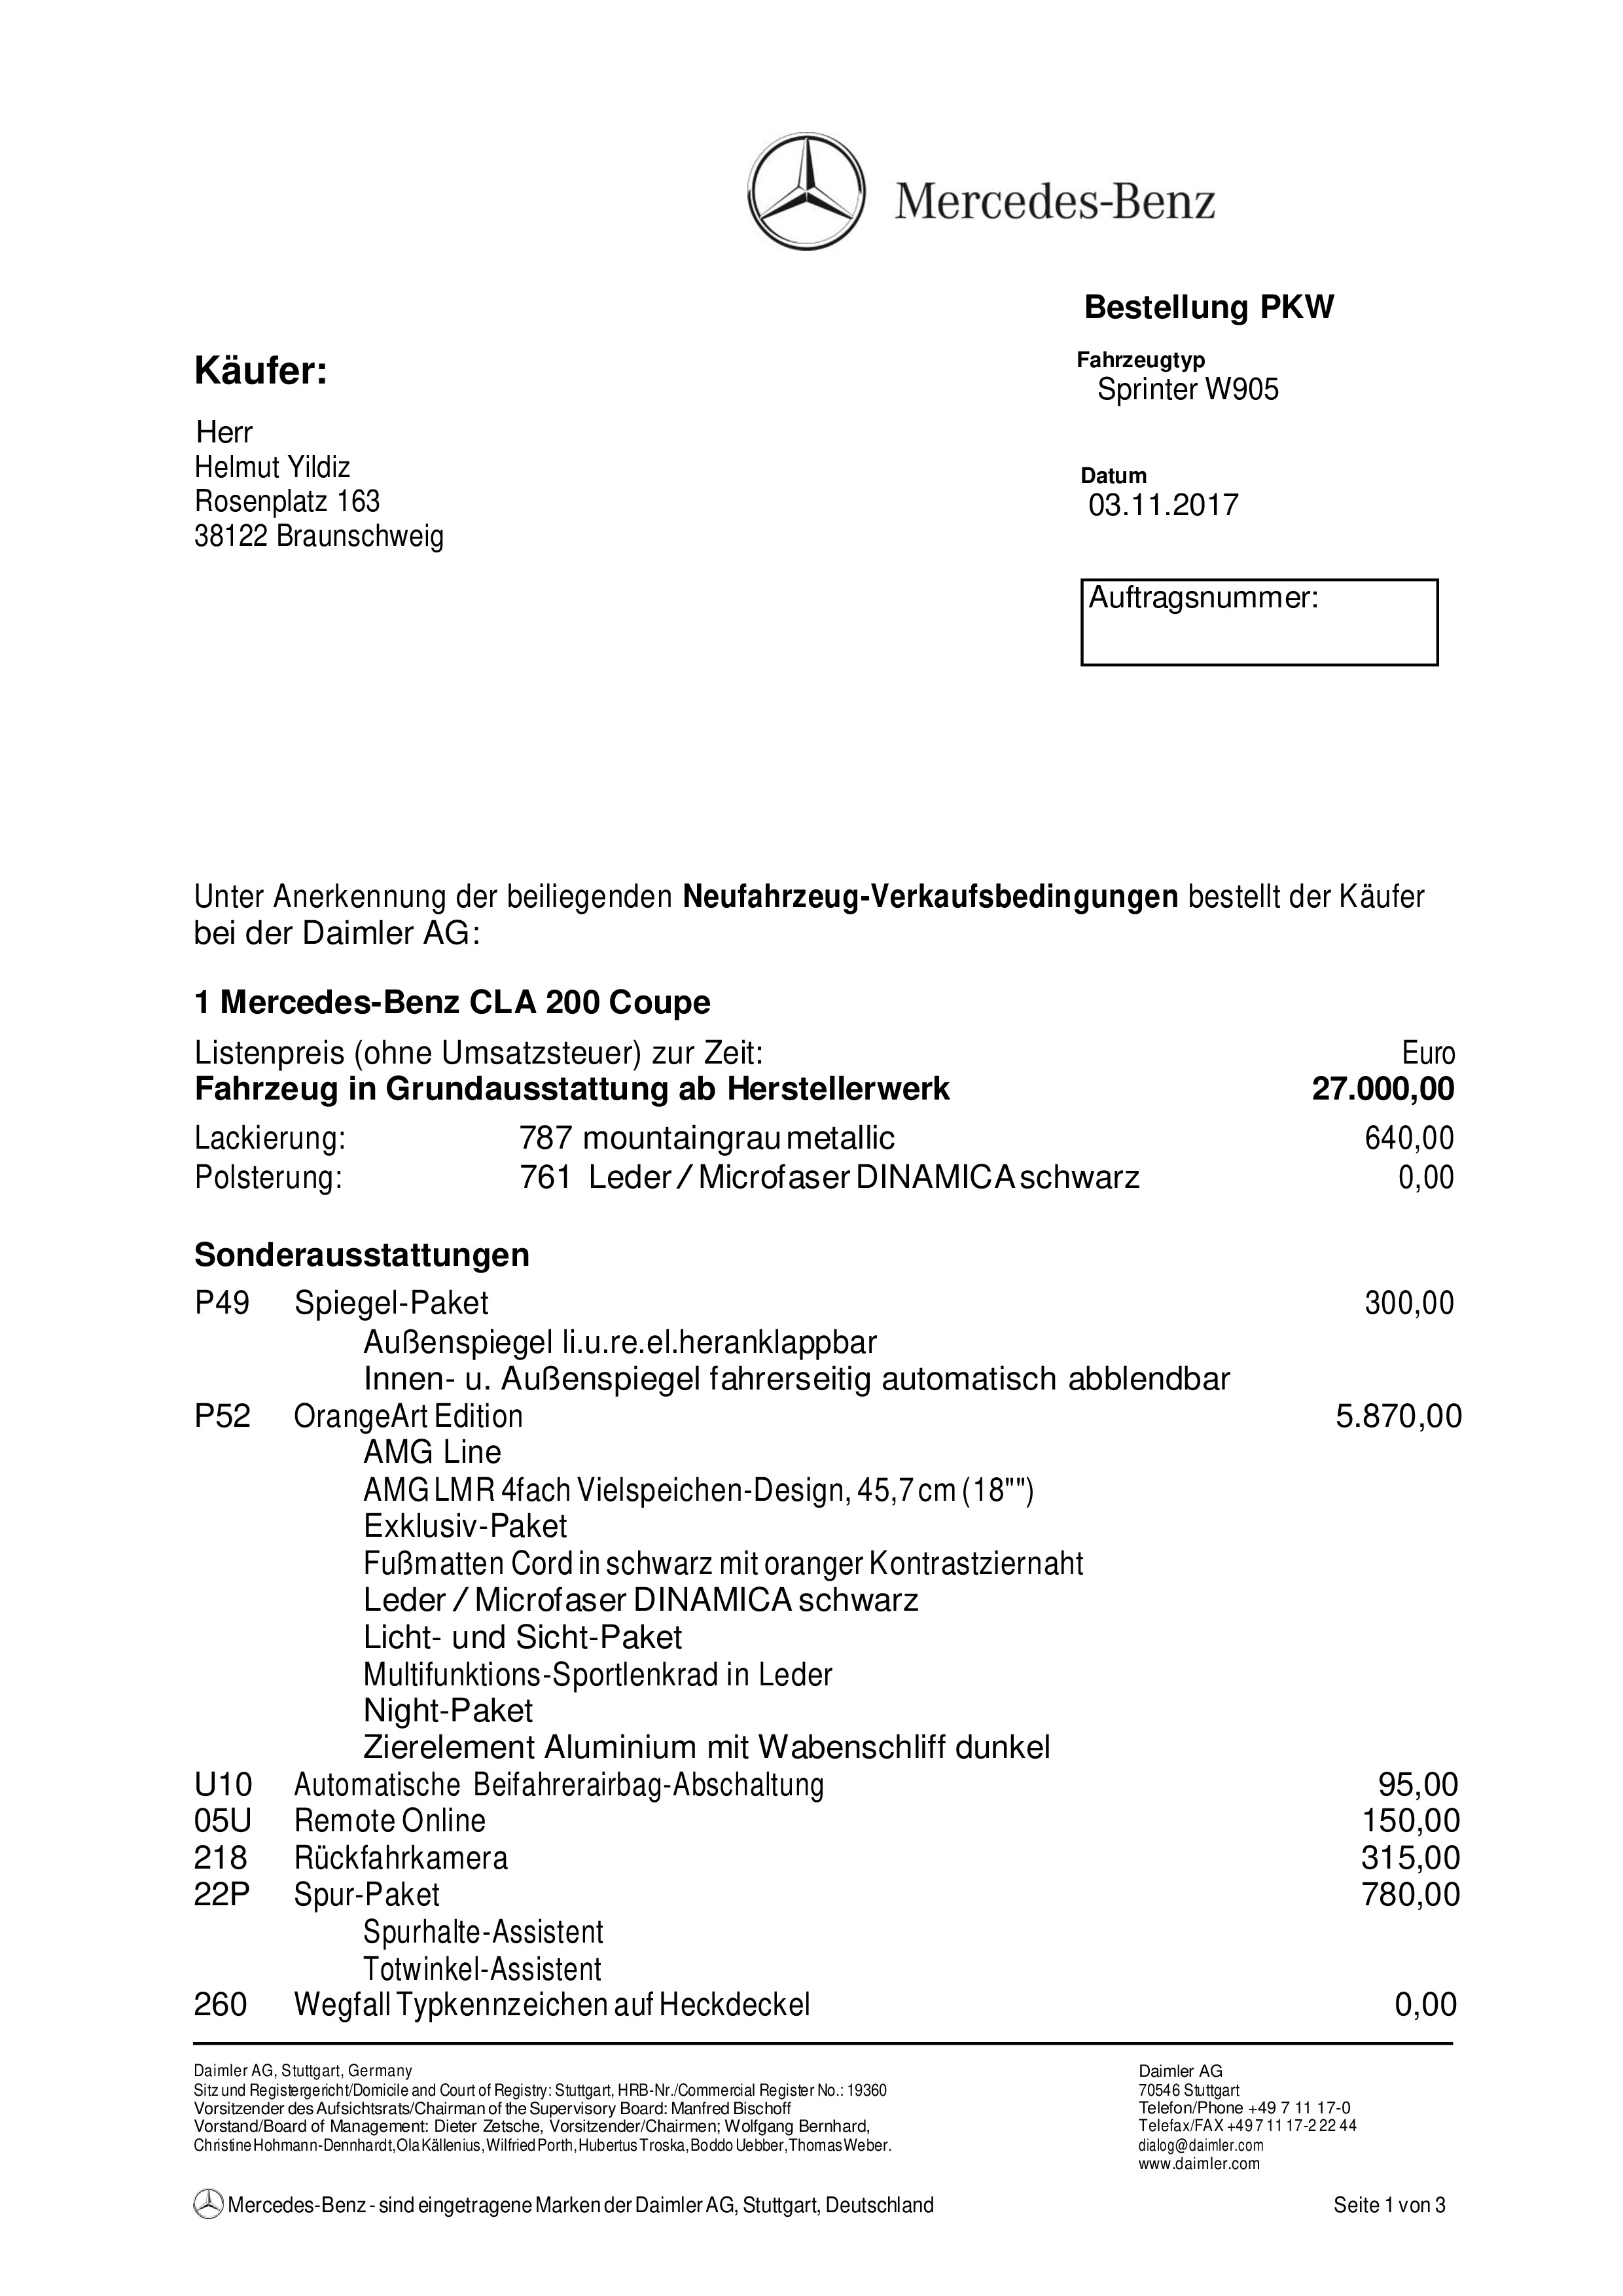 Mercedes-Benz
Bestellung PKW
Käufer:
Fahrzeugtyp
Sprinter W905
Herr
Helmut Yildiz
Rosenplatz 163
38122 Braunschweig
Datum
03.11.2017
Auftragsnummer:
Unter Anerkennung der beiliegenden Neufahrzeug-Verkaufsbedingungen bestellt der Käufer
bei der Daimler AG:
1 Mercedes-Benz CLA 200 Coupe
Listenpreis (ohne Umsatzsteuer) zur Zeit: Euro
Fahrzeug in Grundausstattung ab Herstellerwerk 27.000,00
Lackierung: 787 mountaingrau metallic 640,00
Polsterung: 761 Leder / Microfaser DINAMICA schwarz 0,00
Sonderausstattungen
P49 Spiegel-Paket 300,00
Außenspiegel li.u.re.el.heranklappbar
Innen- u. Außenspiegel fahrerseitig automatisch abblendbar
P52 OrangeArt Edition 5.870,00
AMG Line
AMG LMR 4fach Vielspeichen-Design, 45,7 cm (18"")
Exklusiv-Paket
Fußmatten Cord in schwarz mit oranger Kontrastziernaht
Leder / Microfaser DINAMICA schwarz
Licht- und Sicht-Paket
Multifunktions-Sportlenkrad in Leder
Night-Paket
Zierelement Aluminium mit Wabenschliff dunkel
U10 Automatische Beifahrerairbag-Abschaltung 95,00
05U Remote Online 150,00
218 Rückfahrkamera 315,00
22P Spur-Paket 780,00
Spurhalte-Assistent
Totwinkel-Assistent
260 Wegfall Typkennzeichen auf Heckdeckel 0,00
Daimler AG, Stuttgart, Germany
Sitz und Registergericht/Domicile and Court of Registry: Stuttgart, HRB-Nr./Commercial Register No.: 19360
Vorsitzender des Aufsichtsrats/Chairman of the Supervisory Board: Manfred Bischoff
Vorstand/Board of Management: Dieter Zetsche, Vorsitzender/Chairmen; Wolfgang Bernhard,
Christine Hohmann-Dennhardt, Ola Källenius, Wilfried Porth, Hubertus Troska, Boddo Uebber, Thomas Weber.
Daimler AG
70546 Stuttgart
Telefon/Phone +49 7 11 17-0
Telefax/FAX +49 7 11 17-2 22 44
dialog@daimler.com
www.daimler.com
Mercedes-Benz - sind eingetragene Marken der Daimler AG, Stuttgart, Deutschland Seite 1 von 3